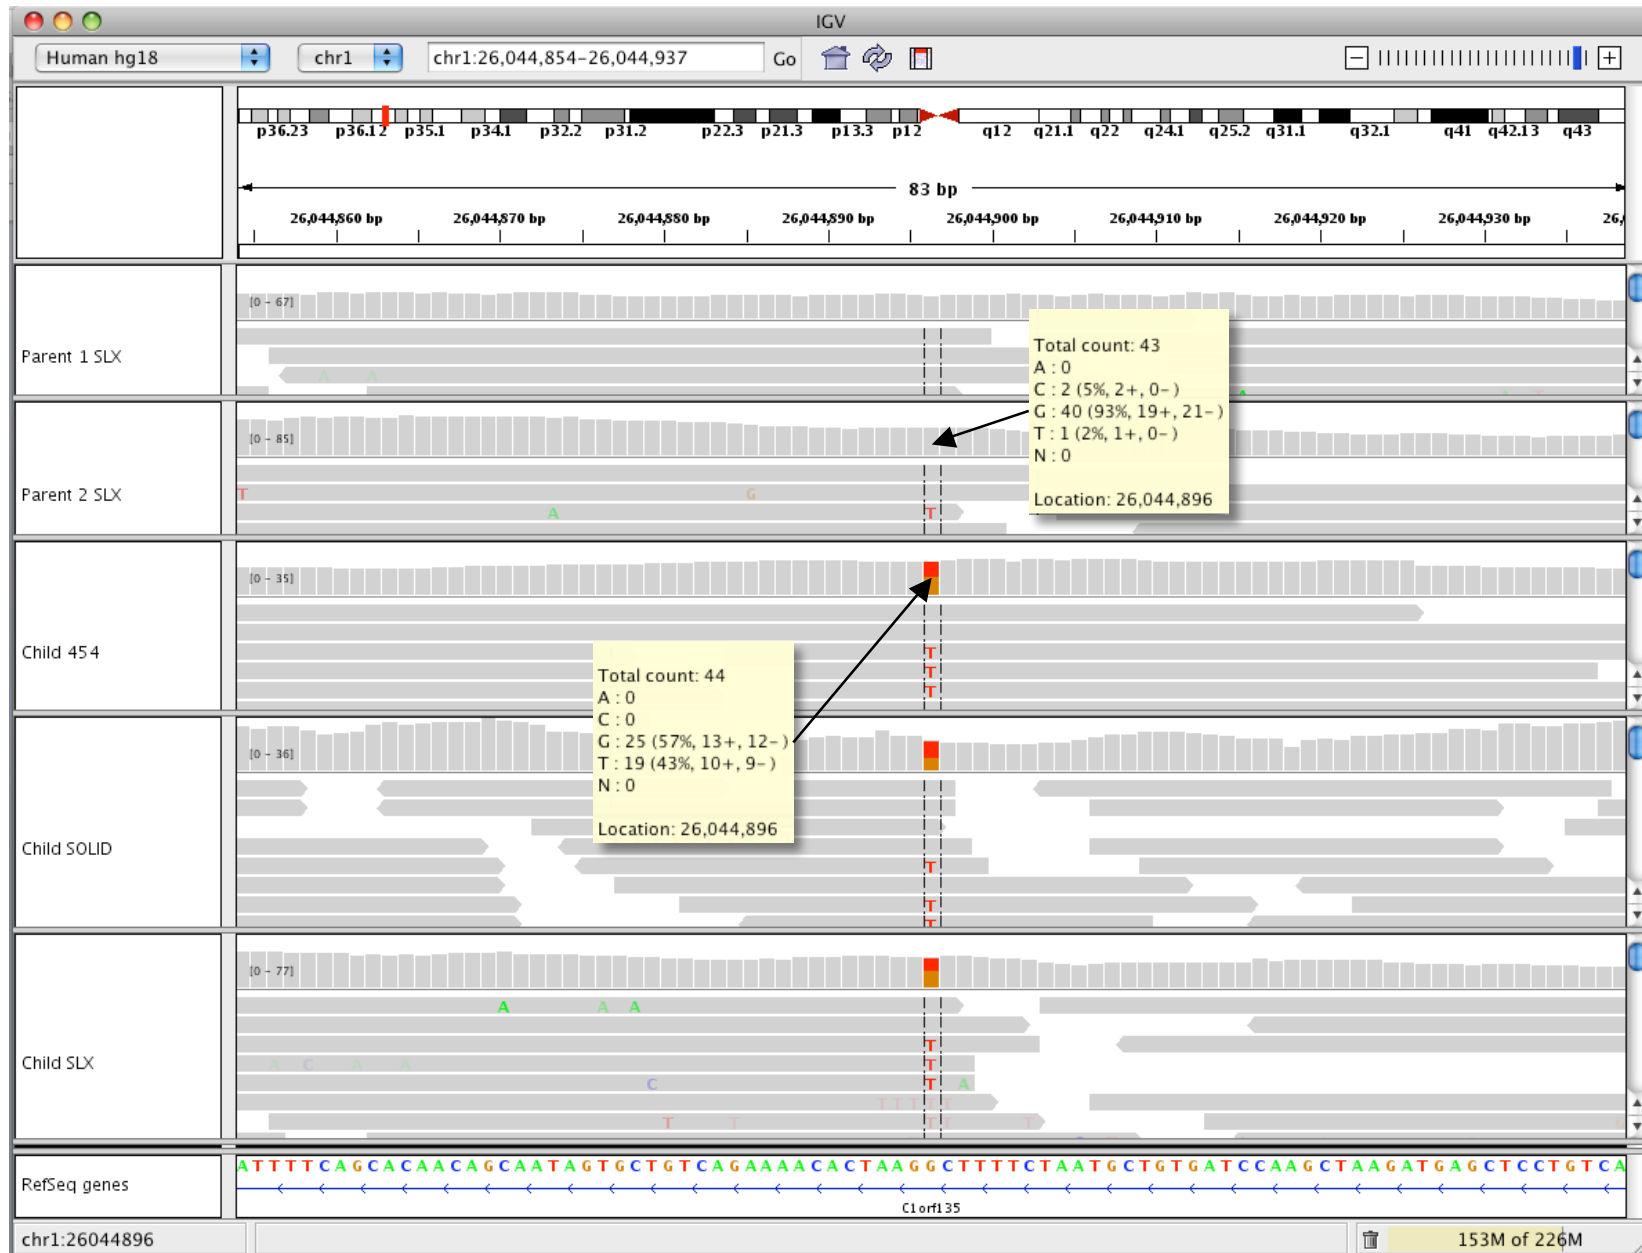 IGV
Human hg18 chr1 chr1:26,044,854-26,044,937 Go
p36.23 p36.12 p35.1 p34.1 p32.2 p31.2 p22.3 p21.3 p13.3 p12 q12 q21.1 q22 q24.1 q25.2 q31.1 q32.1 q41 q42.13 q43
83 bp
26,044,860 bp 26,044,870 bp 26,044,880 bp 26,044,890 bp 26,044,900 bp 26,044,910 bp 26,044,920 bp 26,044,930 bp 26,0
[0 - 67]
Parent 1 SLX
A A
A A T
Total count: 43
A : 0
C : 2 (5%, 2+, 0-)
G : 40 (93%, 19+, 21-)
T : 1 (2%, 1+, 0-)
N : 0
Location: 26,044,896
[0 - 85]
Parent 2 SLX
T G
A T
[0 - 35]
Child 454
T
T
T
Total count: 44
A : 0
C : 0
G : 25 (57%, 13+, 12-)
T : 19 (43%, 10+, 9-)
N : 0
Location: 26,044,896
[0 - 36]
Child SOLID
T
T
T
[0 - 77]
Child SLX
A A A
T
A C A A T
C T A
T T T T T
T T T T T
RefSeq genes
A T T T T C A G C A C A A C A G C A A T A G T G C T G T C A G A A A A C A C T A A G G C T T T T C T A A T G C T G T G A T C C A A G C T A A G A T G A G C T C C T G T C A
C1orf135
chr1:26044896
153M of 226M